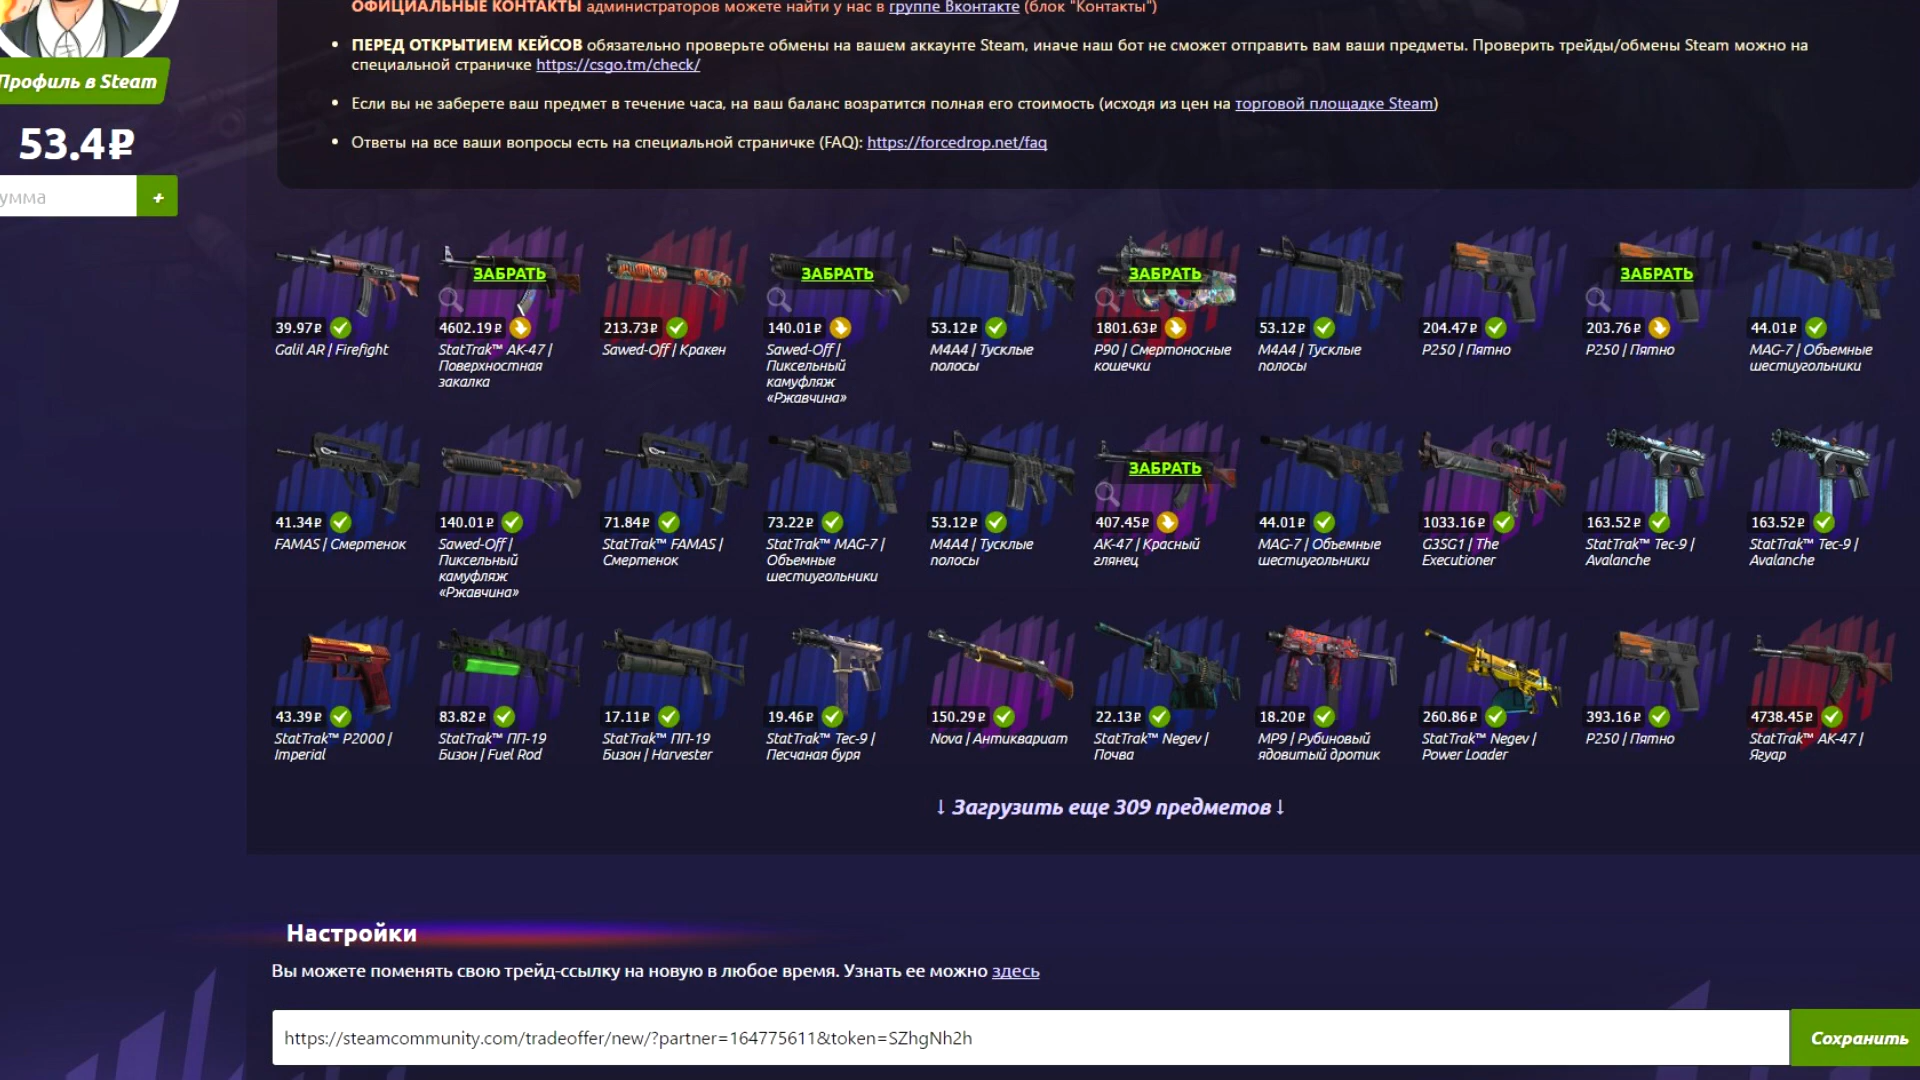 ОФИЦИАЛЬНЫЕ КОНТАКТЫ администраторов можете найти у нас в группе Вконтакте (блок "Контакты")
ПЕРЕД ОТКРЫТИЕМ КЕЙСОВ обязательно проверьте обмены на вашем аккаунте Steam, иначе наш бот не сможет отправить вам ваши предметы. Проверить трейды/обмены Steam можно на
специальной страничке https://csgo.tm/check/
Если вы не заберете ваш предмет в течение часа, на ваш баланс возратится полная его стоимость (исходя из цен на торговой площадке Steam)
Ответы на все ваши вопросы есть на специальной страничке (FAQ): https://forcedrop.net/faq
Профиль в Steam
53.4₽
умма
+
39.97₽
Galil AR | Firefight
ЗАБРАТЬ
4602.19₽
StatTrak™ AK-47 |
Поверхностная
закалка
213.73₽
Sawed-Off | Кракен
ЗАБРАТЬ
140.01₽
Sawed-Off |
Пиксельный
камуфляж
«Ржавчина»
53.12₽
M4A4 | Тусклые
полосы
ЗАБРАТЬ
1801.63₽
P90 | Смертоносные
кошечки
53.12₽
M4A4 | Тусклые
полосы
204.47₽
P250 | Пятно
ЗАБРАТЬ
203.76₽
P250 | Пятно
44.01₽
MAG-7 | Объемные
шестиугольники
41.34₽
FAMAS | Смертенок
140.01₽
Sawed-Off |
Пиксельный
камуфляж
«Ржавчина»
71.84₽
StatTrak™ FAMAS |
Смертенок
73.22₽
StatTrak™ MAG-7 |
Объемные
шестиугольники
53.12₽
M4A4 | Тусклые
полосы
ЗАБРАТЬ
407.45₽
AK-47 | Красный
глянец
44.01₽
MAG-7 | Объемные
шестиугольники
1033.16₽
G3SG1 | The
Executioner
163.52₽
StatTrak™ Tec-9 |
Avalanche
163.52₽
StatTrak™ Tec-9 |
Avalanche
43.39₽
StatTrak™ P2000 |
Imperial
83.82₽
StatTrak™ ПП-19
Бизон | Fuel Rod
17.11₽
StatTrak™ ПП-19
Бизон | Harvester
19.46₽
StatTrak™ Tec-9 |
Песчаная буря
150.29₽
Nova | Антиквариат
22.13₽
StatTrak™ Negev |
Почва
18.20₽
MP9 | Рубиновый
ядовитый дротик
260.86₽
StatTrak™ Negev |
Power Loader
393.16₽
P250 | Пятно
4738.45₽
StatTrak™ AK-47 |
Ягуар
↓ Загрузить еще 309 предметов ↓
Настройки
Вы можете поменять свою трейд-ссылку на новую в любое время. Узнать ее можно здесь
https://steamcommunity.com/tradeoffer/new/?partner=164775611&token=SZhgNh2h
Сохранить